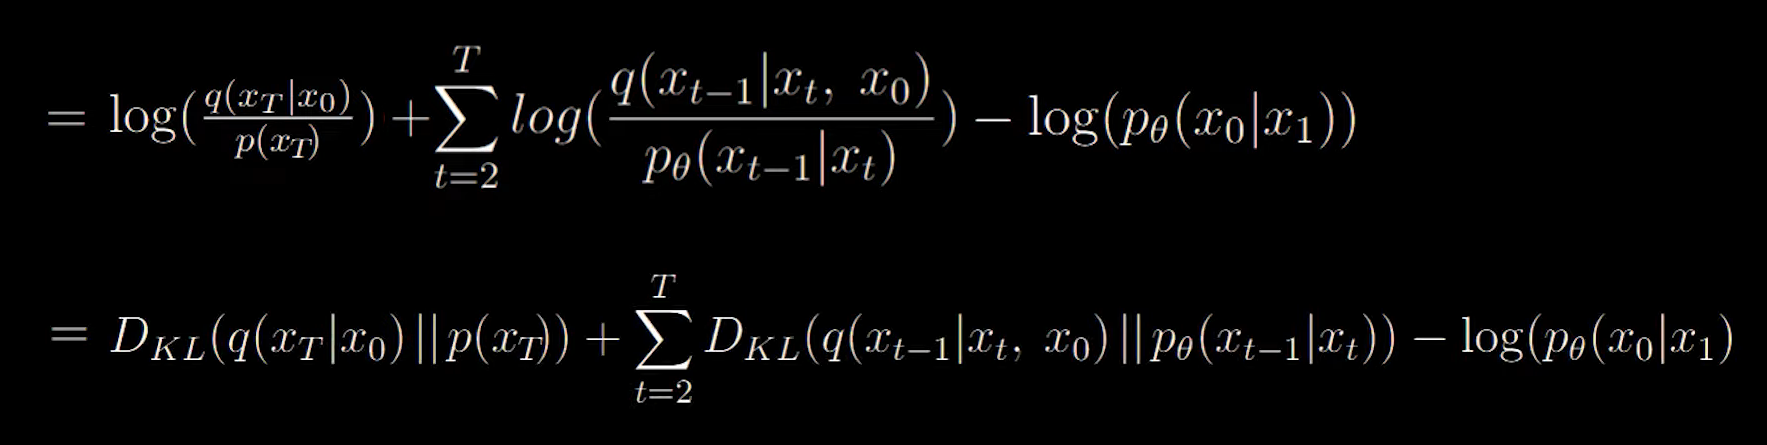 = log(q(x_T|x_0)/p(x_T)) + ∑_{t=2}^{T} log(q(x_{t−1}|x_t, x_0)/p_θ(x_{t−1}|x_t)) − log(p_θ(x_0|x_1))
= D_{KL}(q(x_T|x_0)||p(x_T)) + ∑_{t=2}^{T} D_{KL}(q(x_{t−1}|x_t, x_0)||p_θ(x_{t−1}|x_t)) − log(p_θ(x_0|x_1)